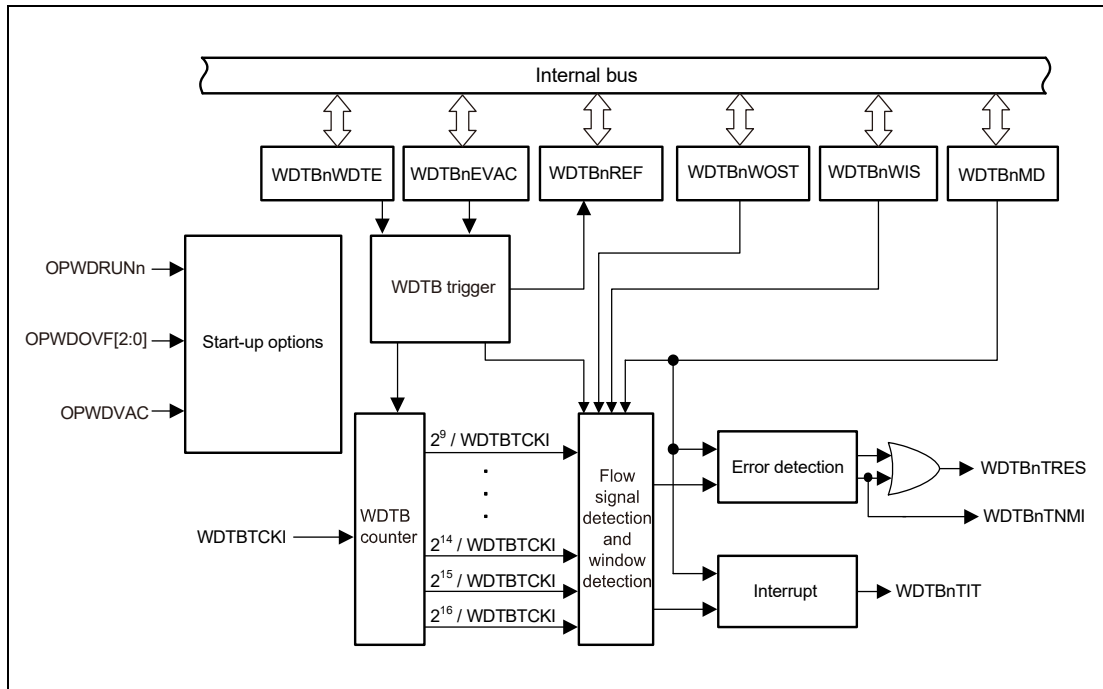 Internal bus
WDTBnWDTE
WDTBnEVAC
WDTBnREF
WDTBnWOST
WDTBnWIS
WDTBnMD
OPWDRUNn
OPWDOVF[2:0]
OPWDVAC
Start-up options
WDTB trigger
2⁹ / WDTBTCKI
2¹⁴ / WDTBTCKI
2¹⁵ / WDTBTCKI
2¹⁶ / WDTBTCKI
WDTBTCKI
WDTB
counter
Flow
signal
detection
and
window
detection
Error detection
WDTBnTRES
WDTBnTNMI
Interrupt
WDTBnTIT